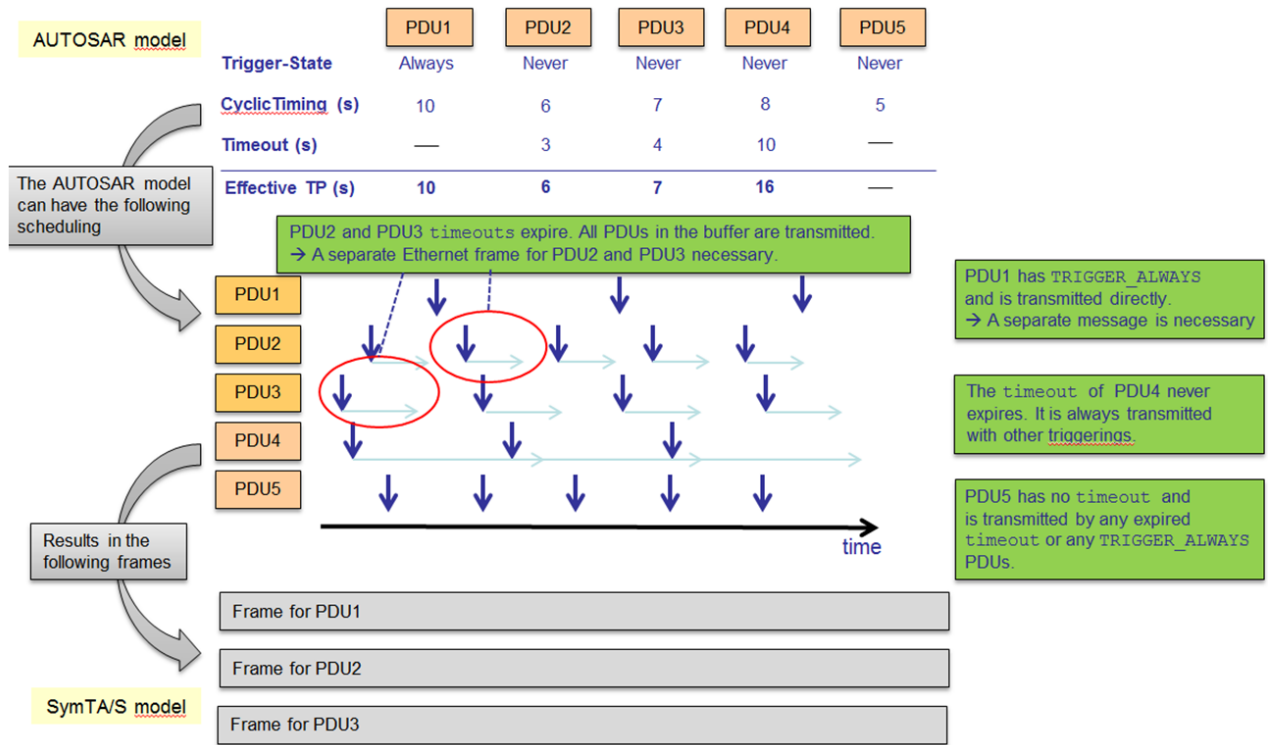 AUTOSAR model
PDU1 PDU2 PDU3 PDU4 PDU5
Trigger-State Always Never Never Never Never
CyclicTiming (s) 10 6 7 8 5
Timeout (s) — 3 4 10 —
Effective TP (s) 10 6 7 16 —
The AUTOSAR model
can have the following
scheduling
PDU2 and PDU3 timeouts expire. All PDUs in the buffer are transmitted.
→ A separate Ethernet frame for PDU2 and PDU3 necessary.
PDU1
PDU2
PDU3
PDU4
PDU5
time
PDU1 has TRIGGER_ALWAYS
and is transmitted directly.
→ A separate message is necessary
The timeout of PDU4 never
expires. It is always transmitted
with other triggerings.
PDU5 has no timeout and
is transmitted by any expired
timeout or any TRIGGER_ALWAYS
PDUs.
Results in the
following frames
Frame for PDU1
Frame for PDU2
Frame for PDU3
SymTA/S model